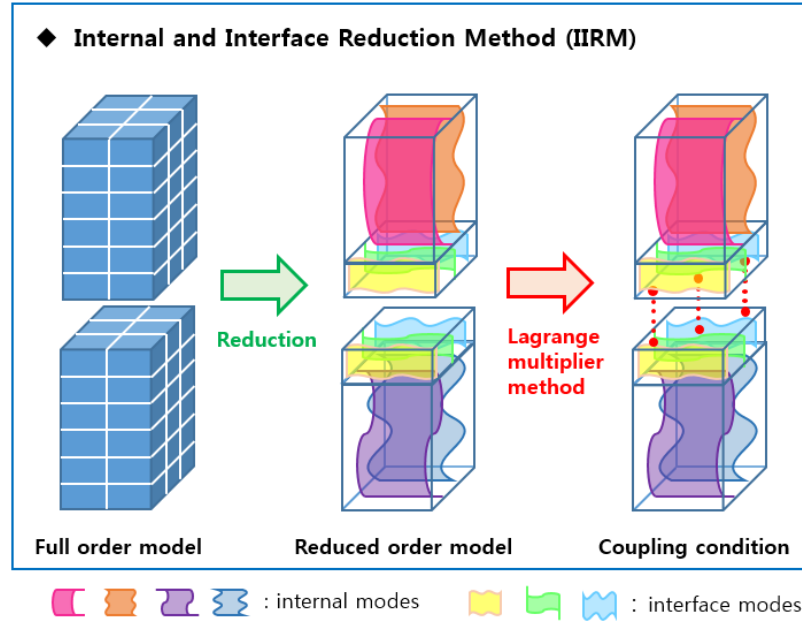 ◆ Internal and Interface Reduction Method (IIRM)
Reduction
Lagrange
multiplier
method
Full order model
Reduced order model
Coupling condition
: internal modes
: interface modes